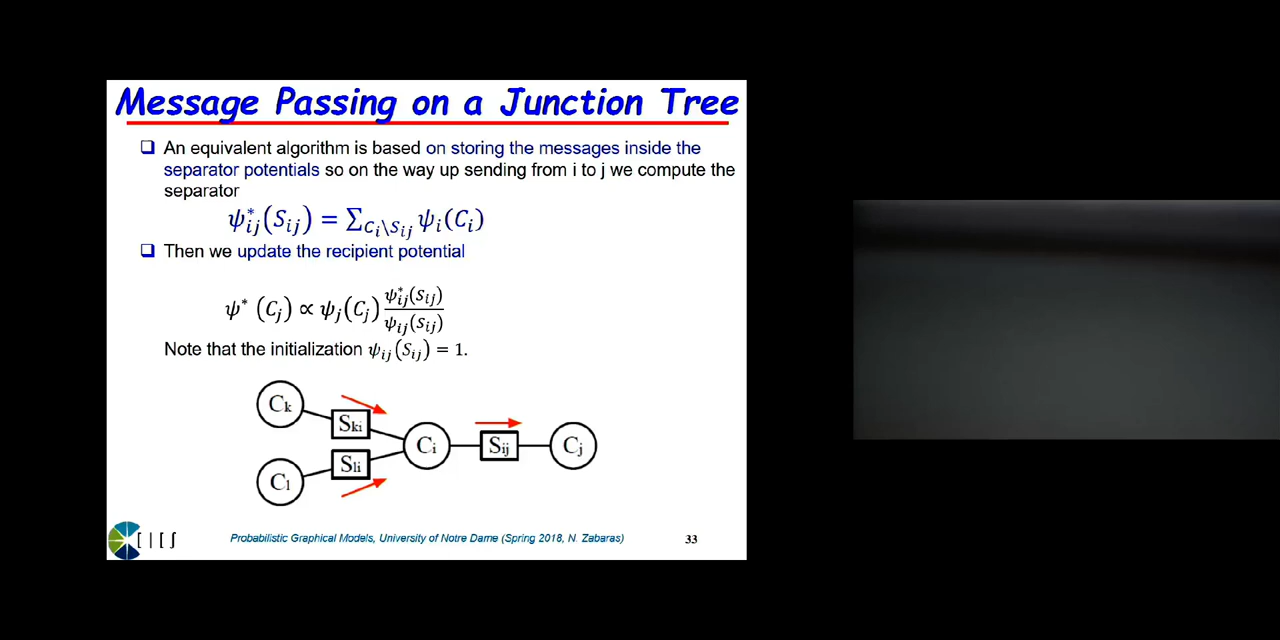 Message Passing on a Junction Tree
❑ An equivalent algorithm is based on storing the messages inside the
separator potentials so on the way up sending from i to j we compute the
separator
ψ*ᵢⱼ(Sᵢⱼ) = ∑_{Cᵢ\Sᵢⱼ} ψᵢ(Cᵢ)
❑ Then we update the recipient potential
ψ* (Cⱼ) ∝ ψⱼ(Cⱼ) ψ*ᵢⱼ(Sᵢⱼ) / ψᵢⱼ(Sᵢⱼ)
Note that the initialization ψᵢⱼ(Sᵢⱼ) = 1.
Cₖ
Sₖᵢ
Cᵢ
Sᵢⱼ
Cⱼ
Sₗᵢ
Cₗ
Probabilistic Graphical Models, University of Notre Dame (Spring 2018, N. Zabaras)
33